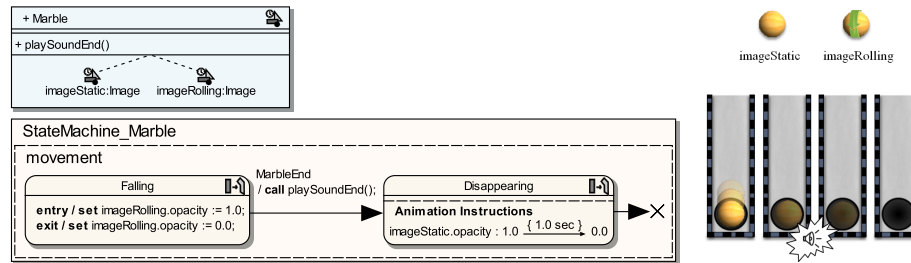 + Marble
+ playSoundEnd()
imageStatic:Image
imageRolling:Image
imageStatic
imageRolling
StateMachine_Marble
movement
Falling
entry / set imageRolling.opacity := 1.0;
exit / set imageRolling.opacity := 0.0;
MarbleEnd
/ call playSoundEnd();
Disappearing
Animation Instructions
imageStatic.opacity : 1.0 { 1.0 sec } 0.0